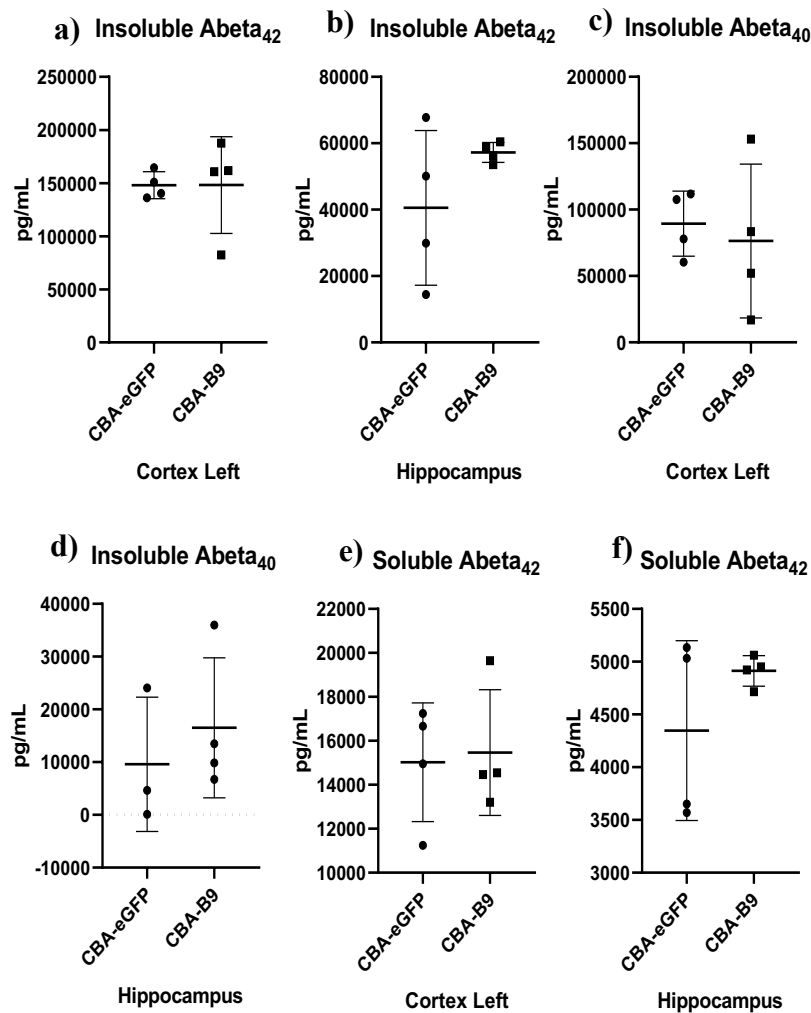 a) Insoluble Abeta42
b) Insoluble Abeta42
c) Insoluble Abeta40
pg/mL
250000
200000
150000
100000
50000
0
CBA-eGFP
CBA-B9
Cortex Left
pg/mL
80000
60000
40000
20000
0
CBA-eGFP
CBA-B9
Hippocampus
pg/mL
200000
150000
100000
50000
0
CBA-eGFP
CBA-B9
Cortex Left
d) Insoluble Abeta40
e) Soluble Abeta42
f) Soluble Abeta42
pg/mL
40000
30000
20000
10000
0
-10000
CBA-eGFP
CBA-B9
Hippocampus
pg/mL
22000
20000
18000
16000
14000
12000
10000
CBA-eGFP
CBA-B9
Cortex Left
pg/mL
5500
5000
4500
4000
3500
3000
CBA-eGFP
CBA-B9
Hippocampus